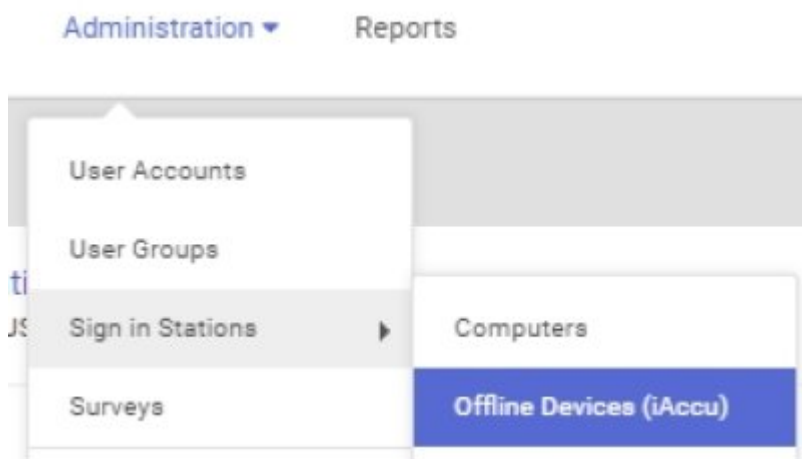 Administration Reports
User Accounts
User Groups
Sign in Stations
Computers
Surveys
Offline Devices (iAccu)